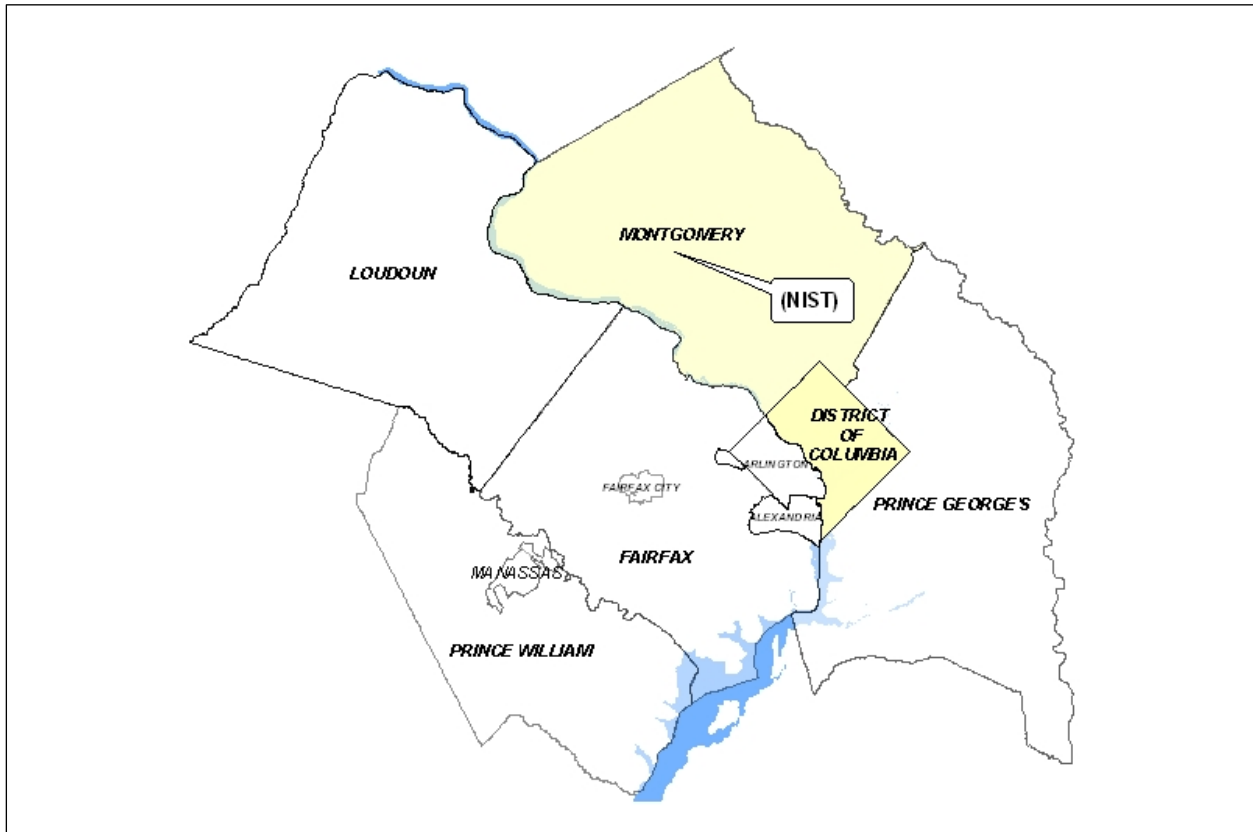 MONTGOMERY
LOUDOUN
(NIST)
DISTRICT
OF
COLUMBIA
ARLINGTON
FAIRFAX CITY
PRINCE GEORGE'S
ALEXANDRIA
FAIRFAX
MANASSAS
PRINCE WILLIAM